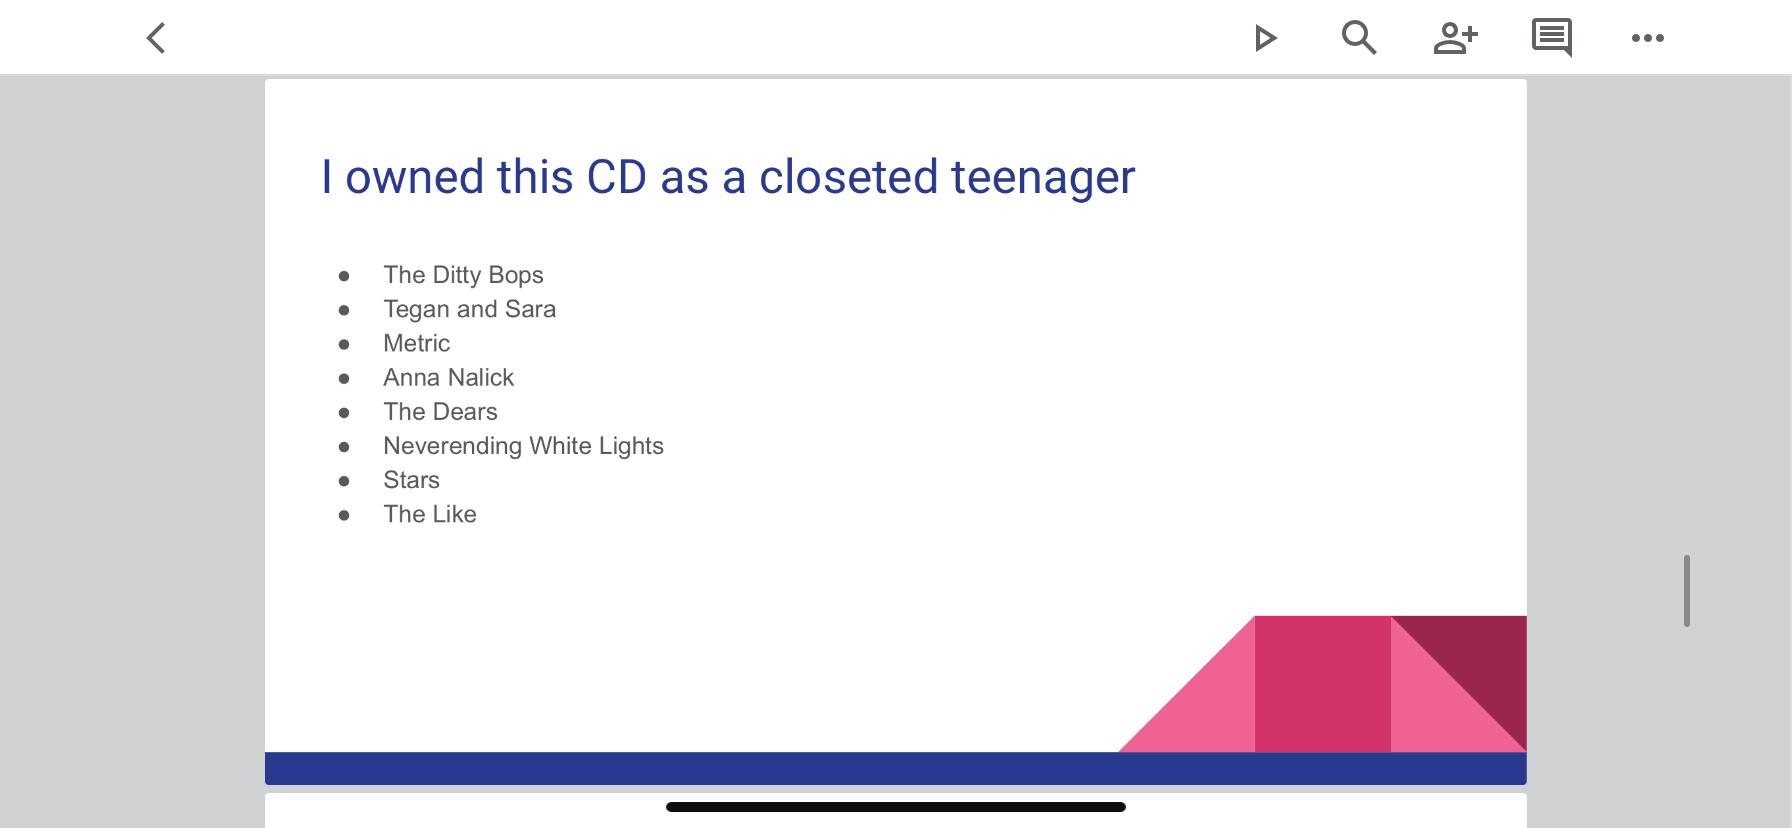 I owned this CD as a closeted teenager
● The Ditty Bops
● Tegan and Sara
● Metric
● Anna Nalick
● The Dears
● Neverending White Lights
● Stars
● The Like